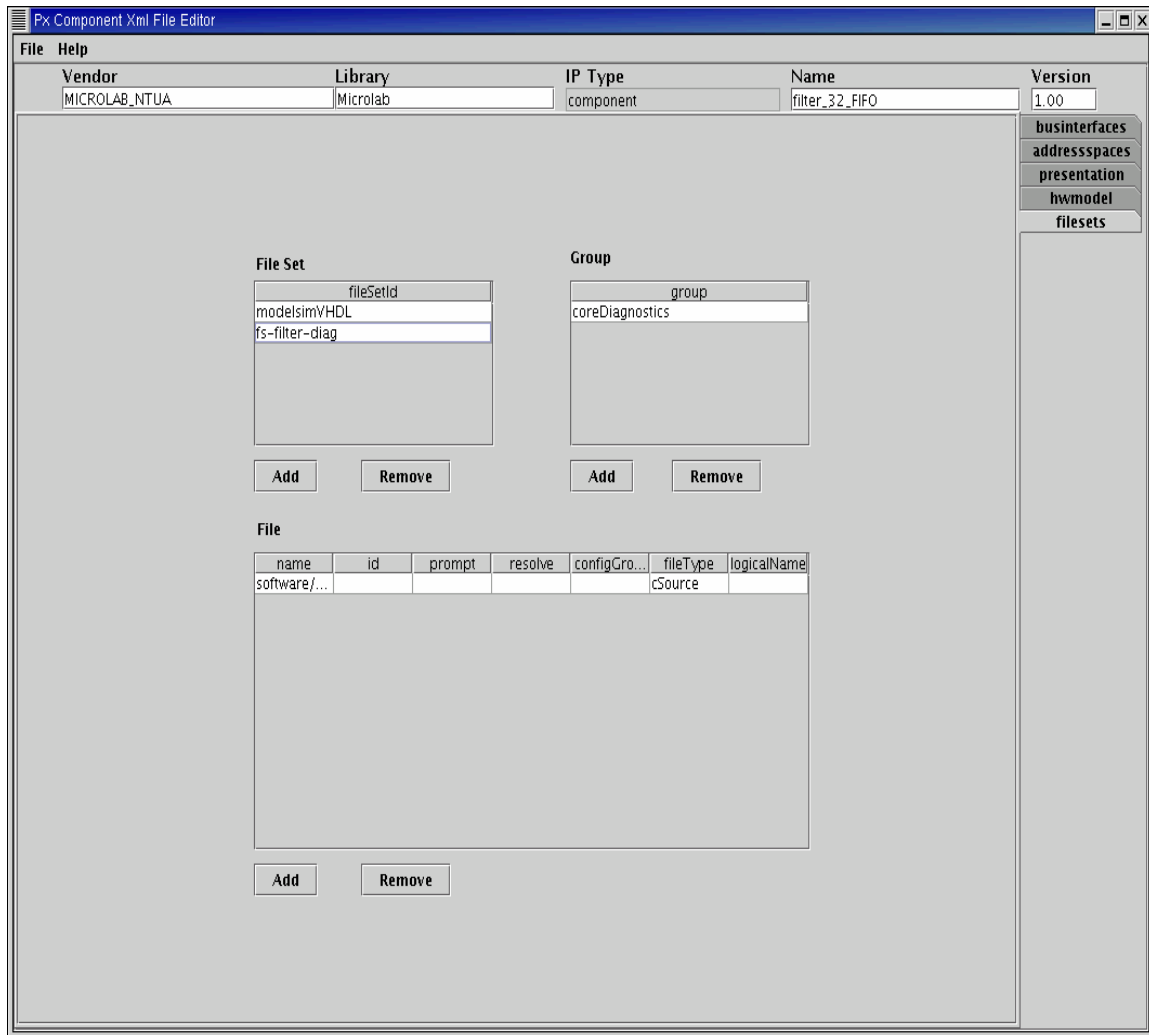 Px Component Xml File Editor
File Help
Vendor Library IP Type Name Version
MICROLAB_NTUA Microlab component filter_32_FIFO 1.00
businterfaces
addressspaces
presentation
hwmodel
filesets
File Set Group
fileSetId group
modelsimVHDL coreDiagnostics
fs-filter-diag
Add Remove Add Remove
File
name id prompt resolve configGro... fileType logicalName
software/... cSource
Add Remove